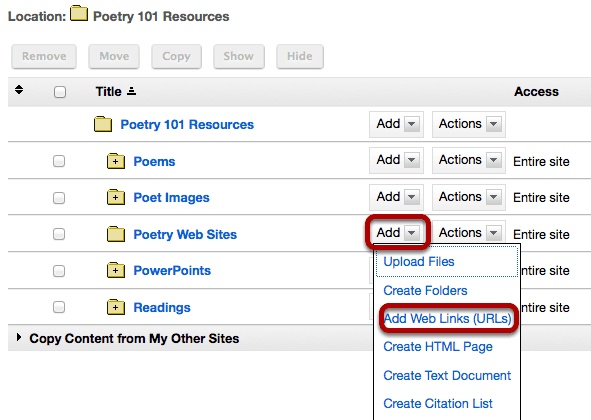 Location: Poetry 101 Resources
Remove Move Copy Show Hide
Title Access
Poetry 101 Resources Add Actions
Poems Add Actions Entire site
Poet Images Add Actions Entire site
Poetry Web Sites Add Actions Entire site
Upload Files
PowerPoints Entire site
Create Folders
Readings Entire site
Add Web Links (URLs)
Copy Content from My Other Sites
Create HTML Page
Create Text Document
Create Citation List